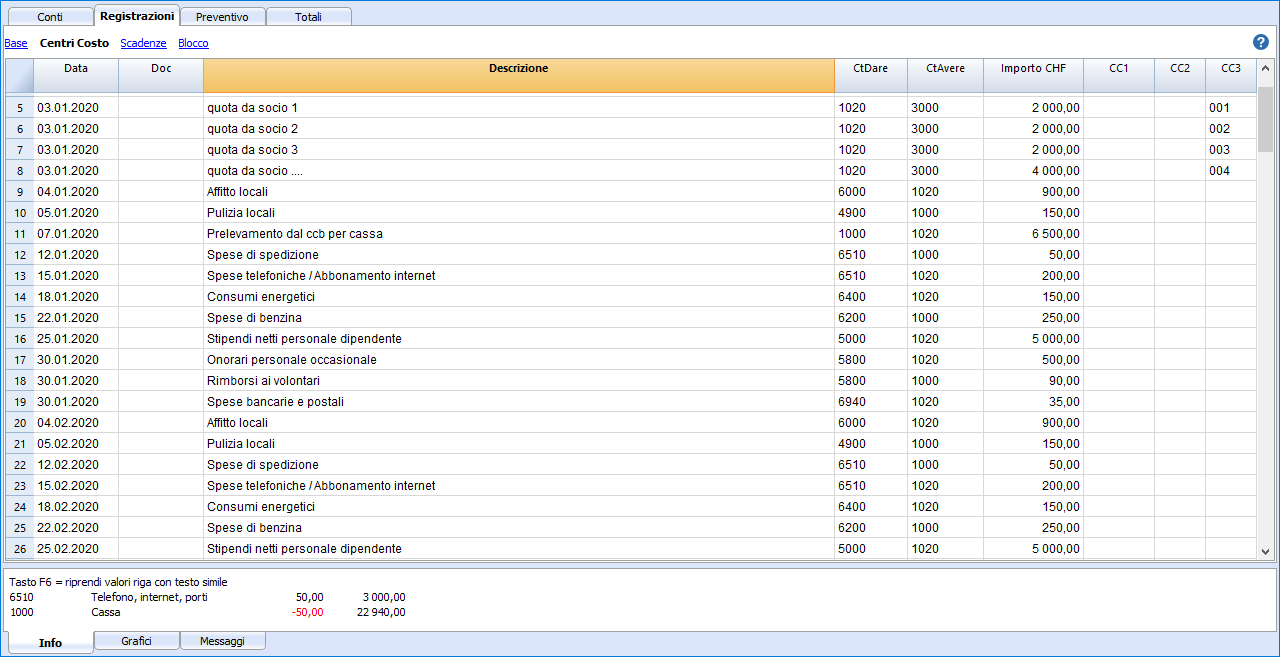 Conti Registrazioni Preventivo Totali
Base Centri Costo Scadenze Blocco ?
Data Doc Descrizione CtDare CtAvere Importo CHF CC1 CC2 CC3
5 03.01.2020 quota da socio 1 1020 3000 2 000,00 001
6 03.01.2020 quota da socio 2 1020 3000 2 000,00 002
7 03.01.2020 quota da socio 3 1020 3000 2 000,00 003
8 03.01.2020 quota da socio .... 1020 3000 4 000,00 004
9 04.01.2020 Affitto locali 6000 1020 900,00
10 05.01.2020 Pulizia locali 4900 1000 150,00
11 07.01.2020 Prelevamento dal ccb per cassa 1000 1020 6 500,00
12 12.01.2020 Spese di spedizione 6510 1000 50,00
13 15.01.2020 Spese telefoniche / Abbonamento internet 6510 1020 200,00
14 18.01.2020 Consumi energetici 6400 1020 150,00
15 22.01.2020 Spese di benzina 6200 1000 250,00
16 25.01.2020 Stipendi netti personale dipendente 5000 1020 5 000,00
17 30.01.2020 Onorari personale occasionale 5800 1020 500,00
18 30.01.2020 Rimborsi ai volontari 5800 1000 90,00
19 30.01.2020 Spese bancarie e postali 6940 1020 35,00
20 04.02.2020 Affitto locali 6000 1020 900,00
21 05.02.2020 Pulizia locali 4900 1000 150,00
22 12.02.2020 Spese di spedizione 6510 1000 50,00
23 15.02.2020 Spese telefoniche / Abbonamento internet 6510 1020 200,00
24 18.02.2020 Consumi energetici 6400 1020 150,00
25 22.02.2020 Spese di benzina 6200 1000 250,00
26 25.02.2020 Stipendi netti personale dipendente 5000 1020 5 000,00
Tasto F6 = riprendi valori riga con testo simile
6510 Telefono, internet, porti 50,00 3 000,00
1000 Cassa -50,00 22 940,00
Info Grafici Messaggi